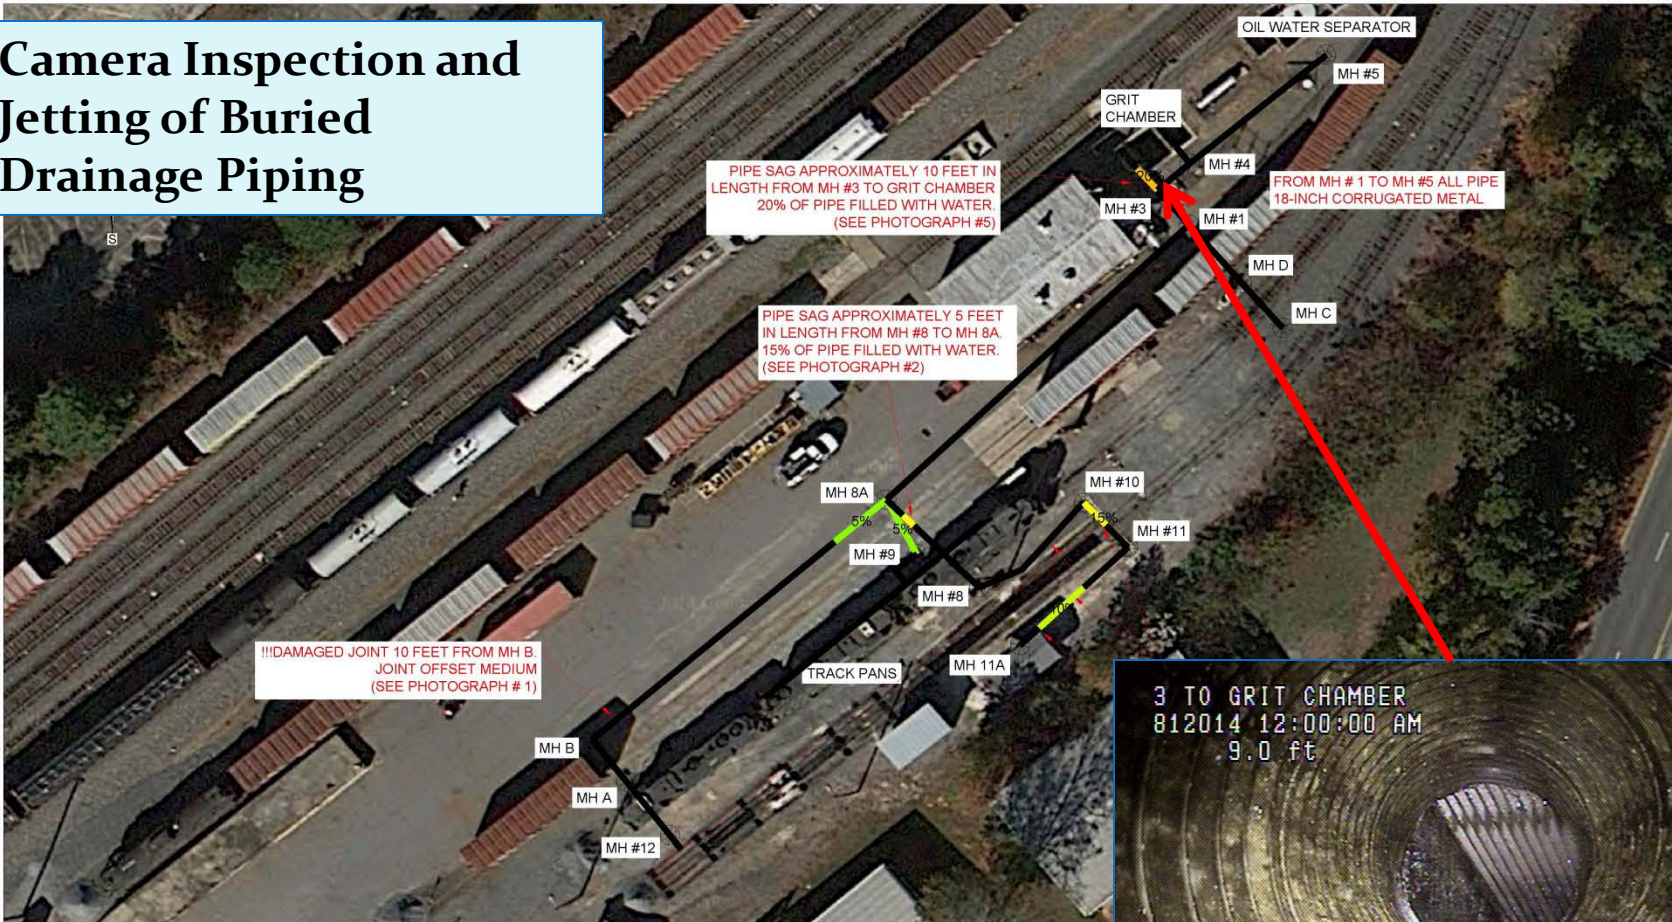 Camera Inspection and
Jetting of Buried
Drainage Piping
S
OIL WATER SEPARATOR
MH #5
GRIT
CHAMBER
MH #4
PIPE SAG APPROXIMATELY 10 FEET IN
LENGTH FROM MH #3 TO GRIT CHAMBER
20% OF PIPE FILLED WITH WATER.
(SEE PHOTOGRAPH #5)
FROM MH # 1 TO MH #5 ALL PIPE
18-INCH CORRUGATED METAL
MH #3
MH #1
MH D
MH C
PIPE SAG APPROXIMATELY 5 FEET
IN LENGTH FROM MH #8 TO MH 8A.
15% OF PIPE FILLED WITH WATER.
(SEE PHOTOGRAPH #2)
MH 8A
MH #10
5%
5%
15%
MH #11
MH #9
MH #8
MH 11A
TRACK PANS
!!!DAMAGED JOINT 10 FEET FROM MH B.
JOINT OFFSET MEDIUM
(SEE PHOTOGRAPH # 1)
MH B
MH A
MH #12
3 TO GRIT CHAMBER
812014 12:00:00 AM
9.0 ft